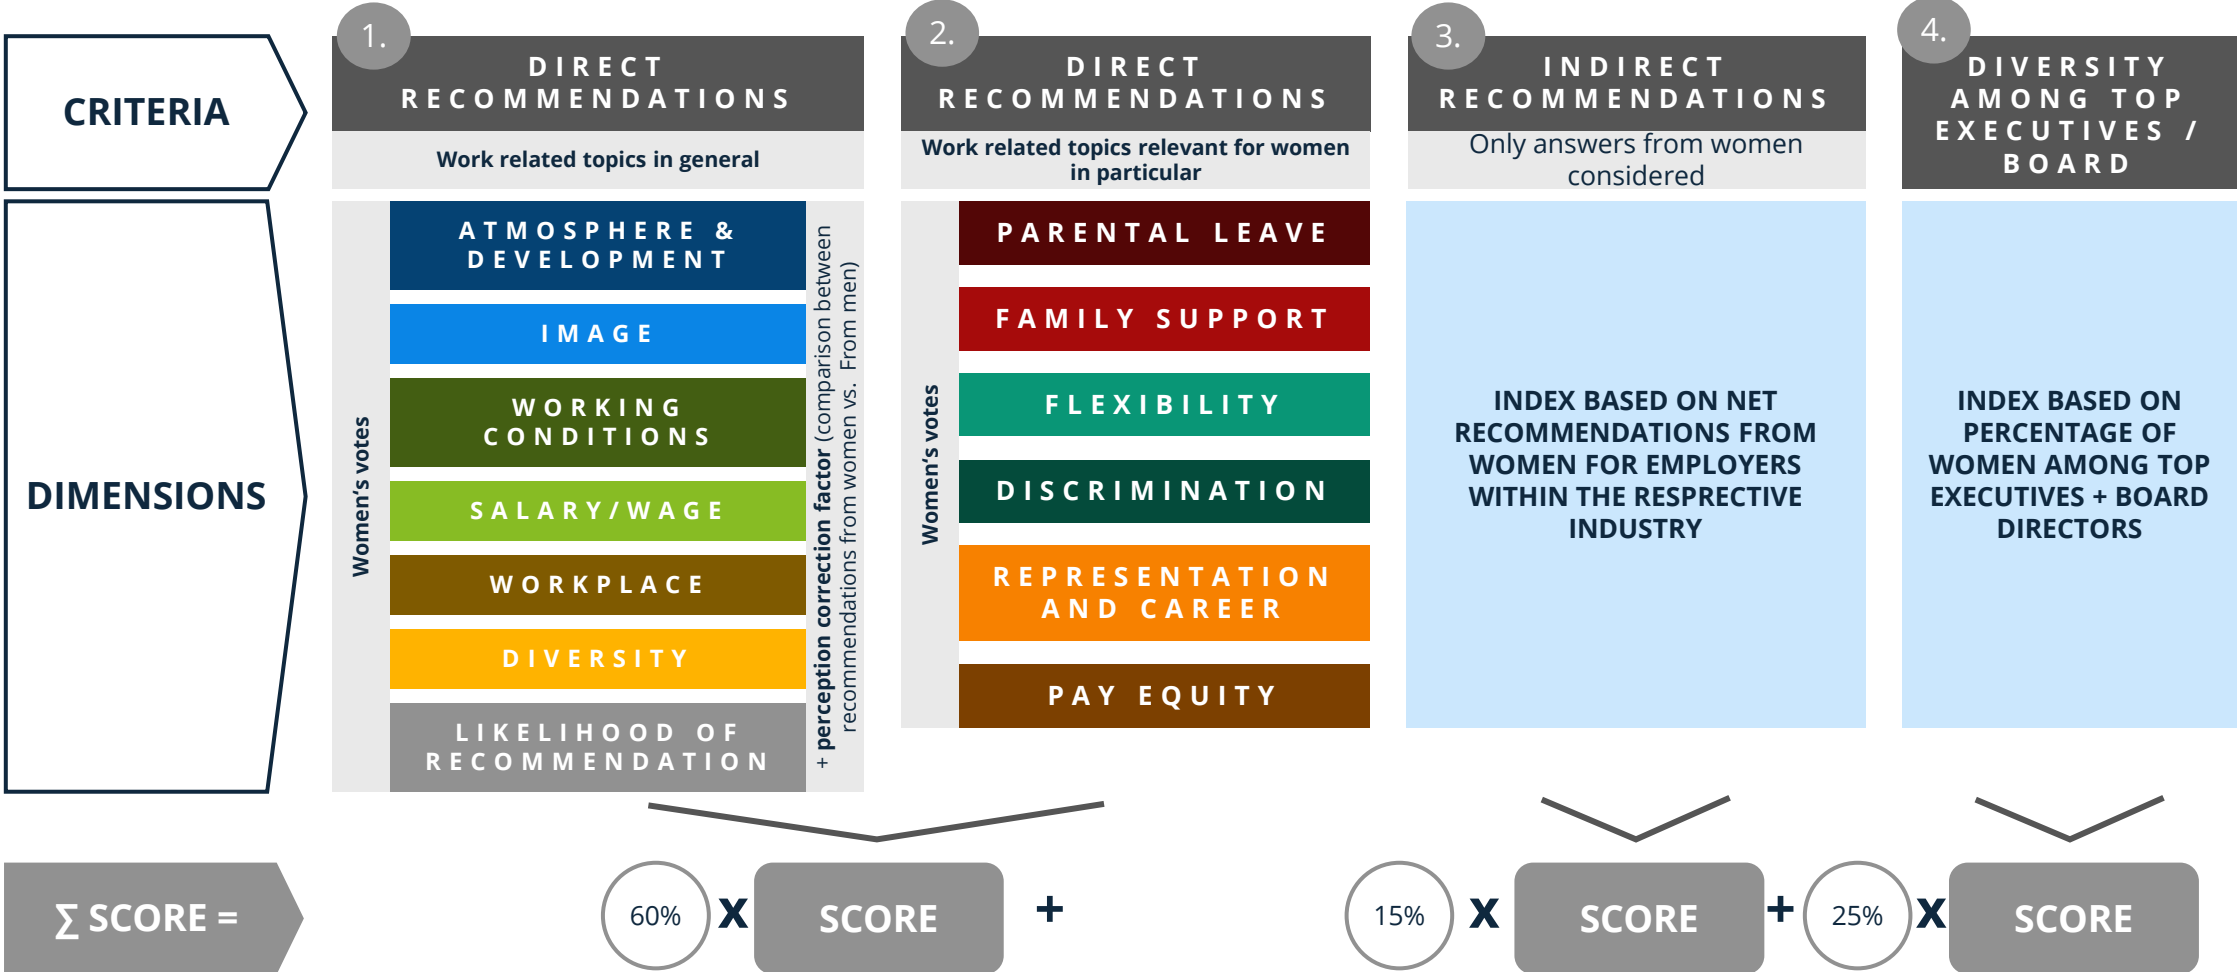 CRITERIA
1.
DIRECT
RECOMMENDATIONS
Work related topics in general
2.
DIRECT
RECOMMENDATIONS
Work related topics relevant for women
in particular
3.
INDIRECT
RECOMMENDATIONS
Only answers from women
considered
4.
DIVERSITY
AMONG TOP
EXECUTIVES /
BOARD
DIMENSIONS
Women‘s votes
ATMOSPHERE &
DEVELOPMENT
IMAGE
WORKING
CONDITIONS
SALARY/WAGE
WORKPLACE
DIVERSITY
LIKELIHOOD OF
RECOMMENDATION
+ perception correction factor (comparison between
recommendations from women vs. From men)
Women‘s votes
PARENTAL LEAVE
FAMILY SUPPORT
FLEXIBILITY
DISCRIMINATION
REPRESENTATION
AND CAREER
PAY EQUITY
INDEX BASED ON NET
RECOMMENDATIONS FROM
WOMEN FOR EMPLOYERS
WITHIN THE RESPRECTIVE
INDUSTRY
INDEX BASED ON
PERCENTAGE OF
WOMEN AMONG TOP
EXECUTIVES + BOARD
DIRECTORS
∑ SCORE =
60% x SCORE +
15% x SCORE +
25% x SCORE